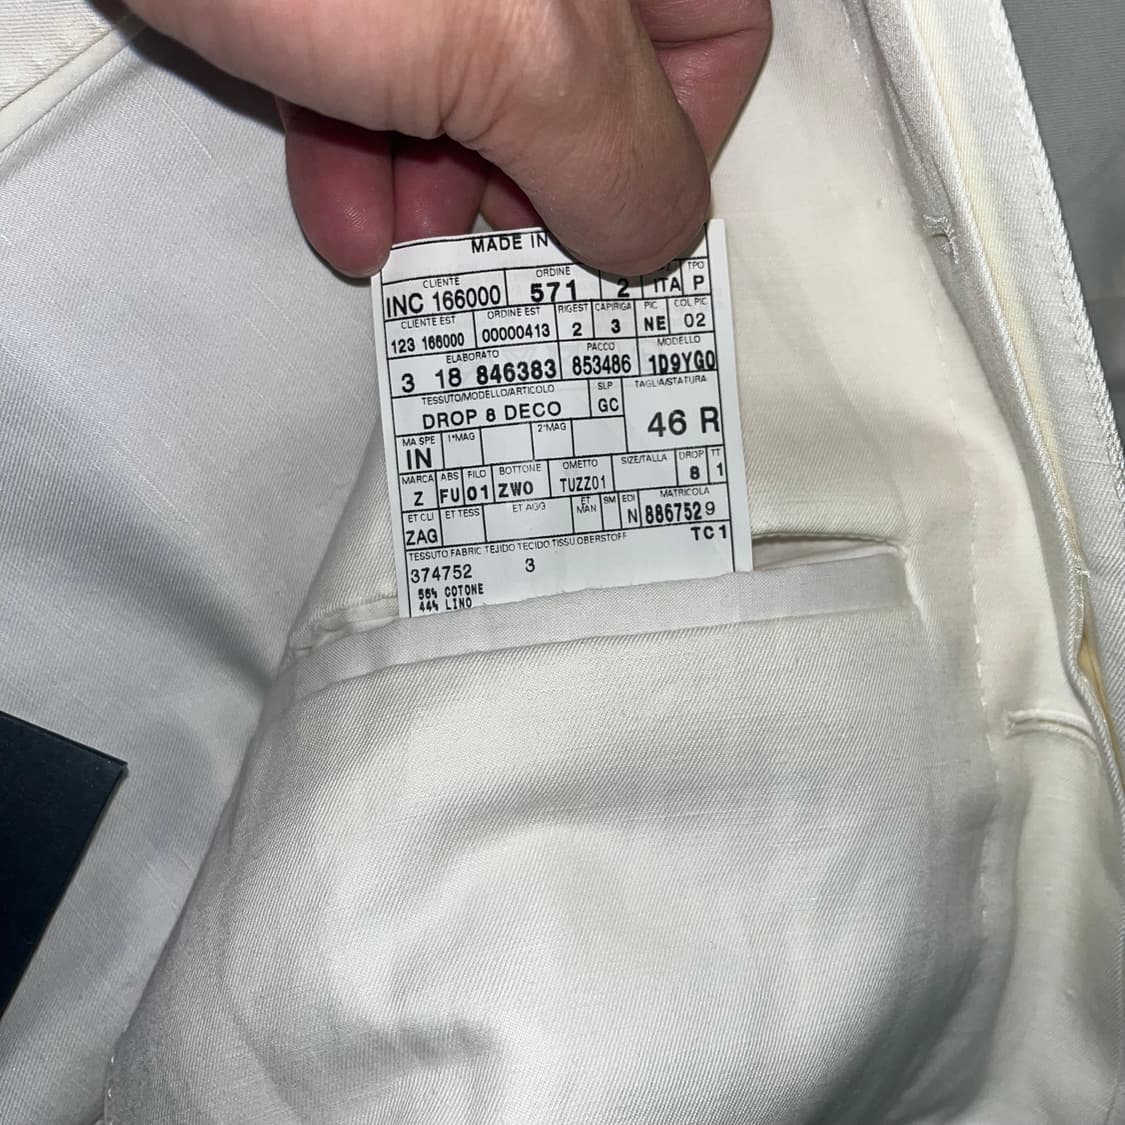 MADE IN
CLIENTE ORDINE TPO
INC 166000 571 2 ITA P
CLIENTE EST ORDINE EST RIGEST CAPIRIGA PIC COL PIC
123 166000 00000413 2 3 NE 02
ELABORATO PACCO MODELLO
3 18 846383 853486 1D9YGO
TESSUTO/MODELLO/ARTICOLO SLP TAGLIA/STATURA
DROP 8 DECO GC 46 R
MA SPE 1°MAG 2°MAG
IN
MARCA ABS FILO BOTTONE OMETTO SIZE/TALLA DROP TT
Z FU 01 ZWO TUZZ01 8 1
ET CLI ET TESS ET AGG ET MAN SM EDI MATRICOLA
ZAG N 8867529
TESSUTO FABRIC TEJIDO TECIDO TISSU OBERSTOFF TC1
374752 3
56% COTONE
44% LINO